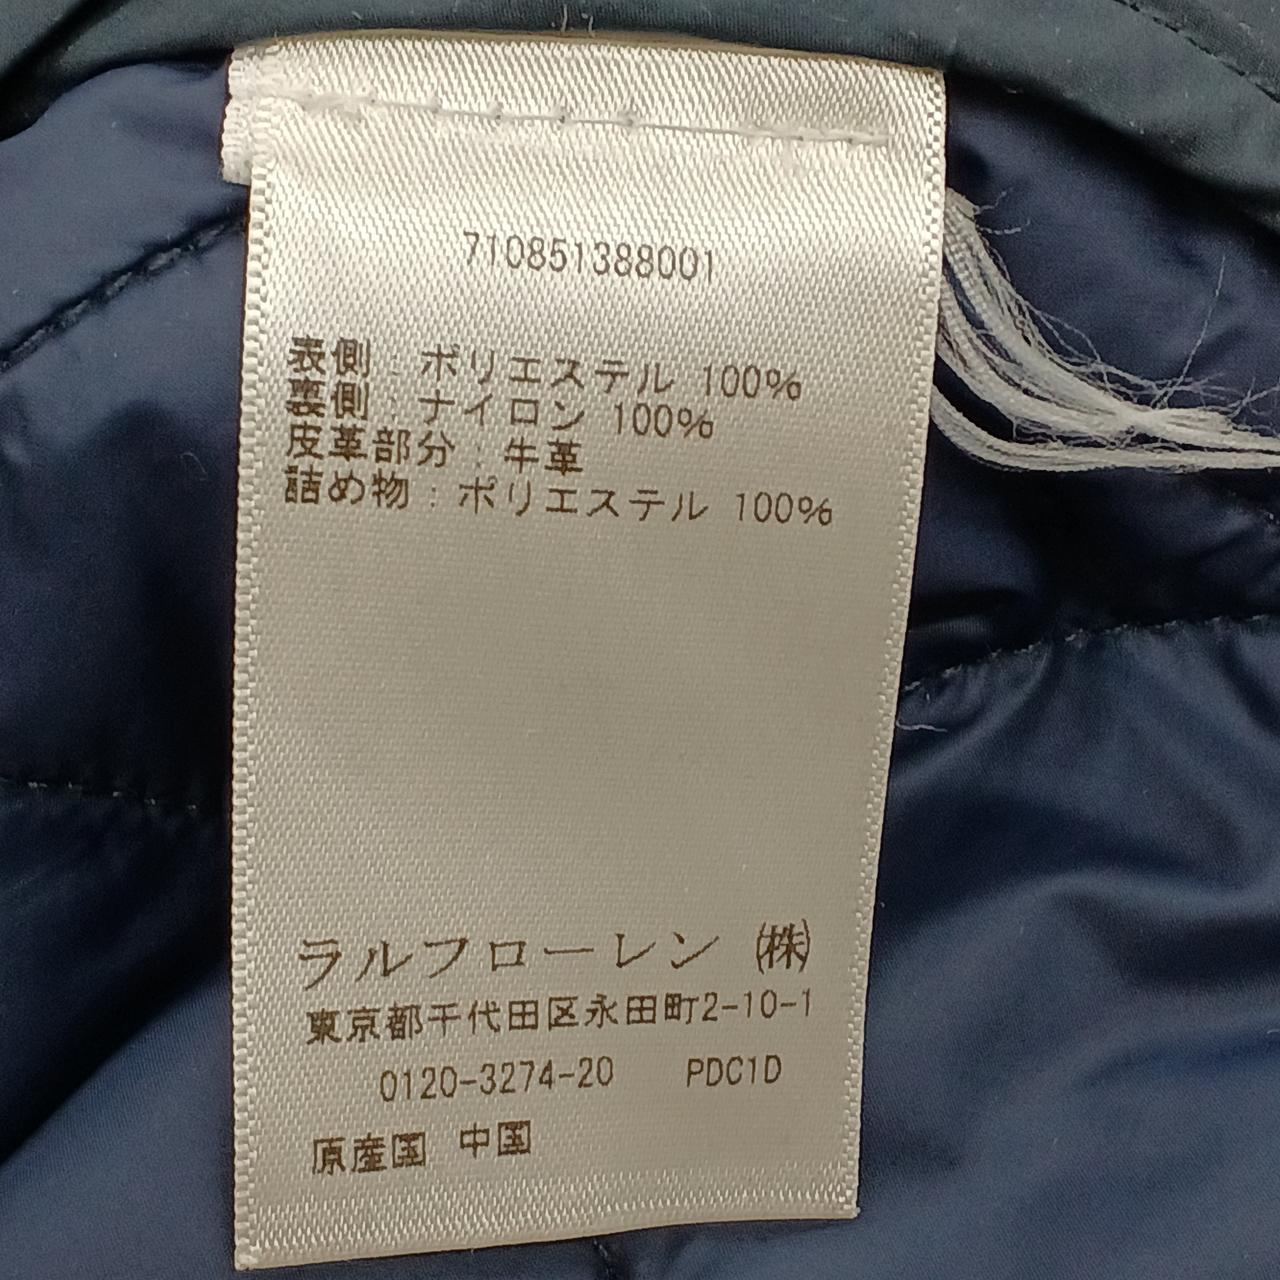 710851388001
表側：ポリエステル 100%
裏側：ナイロン 100%
皮革部分：牛革
詰め物：ポリエステル 100%
ラルフローレン ㈱
東京都千代田区永田町2-10-1
0120-3274-20 PDC1D
原産国 中国